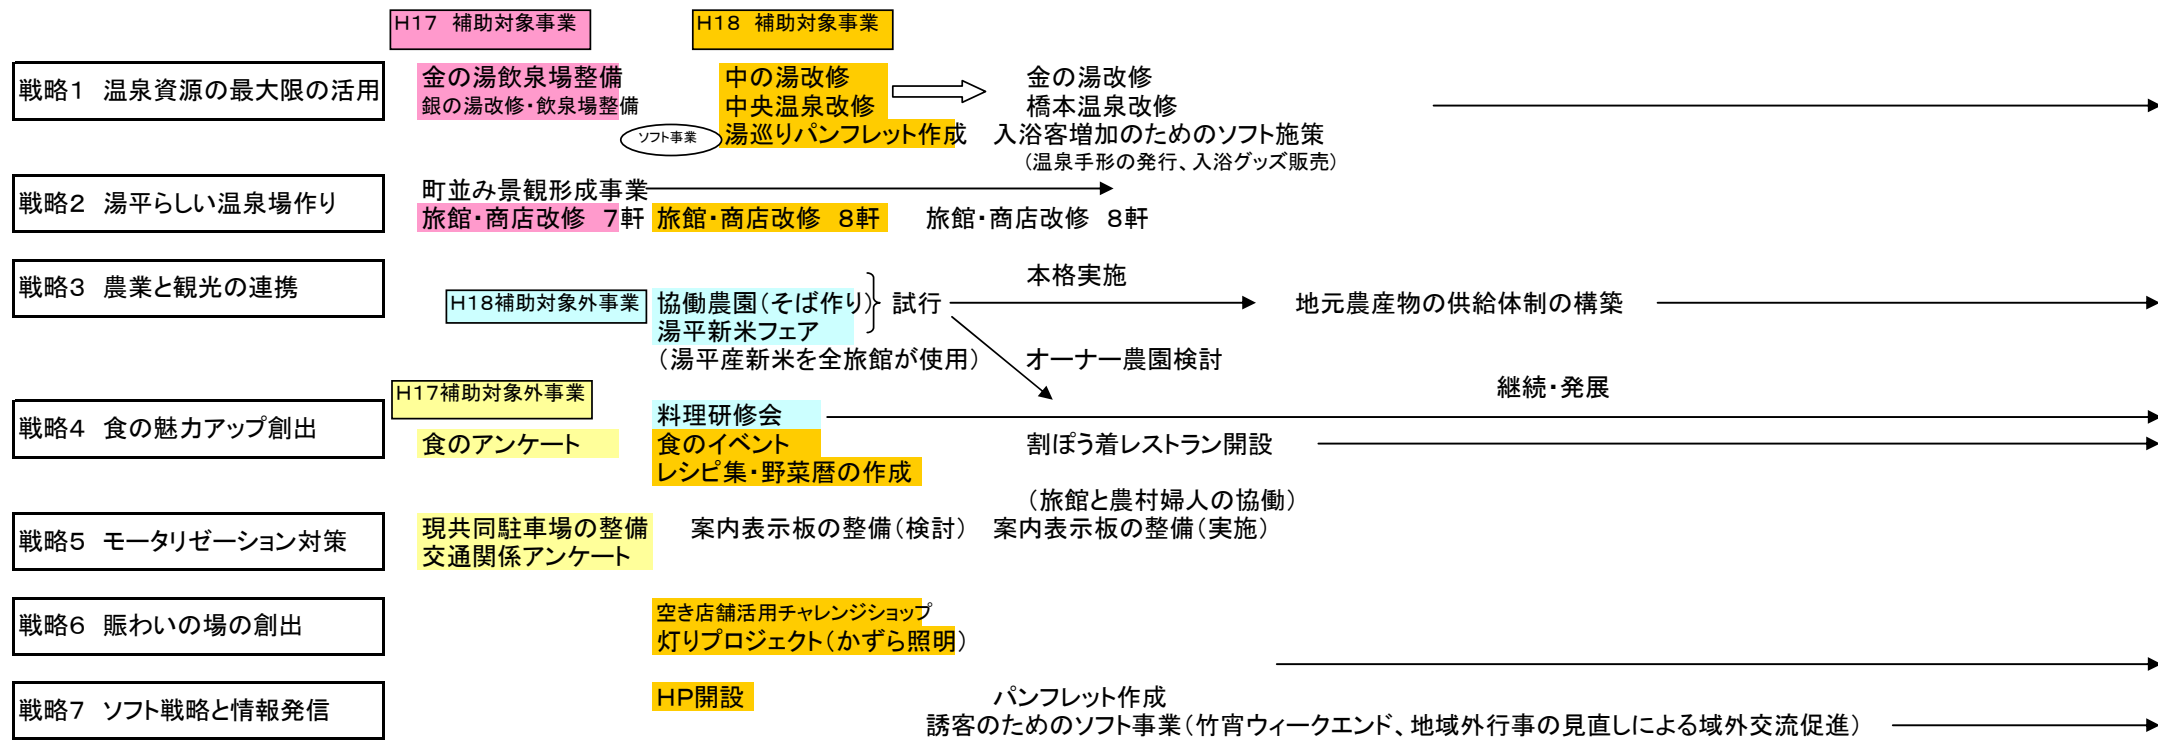 H17 補助対象事業
H18 補助対象事業
戦略1 温泉資源の最大限の活用
金の湯飲泉場整備
銀の湯改修・飲泉場整備
中の湯改修
中央温泉改修
ソフト事業
湯巡りパンフレット作成
金の湯改修
橋本温泉改修
入浴客増加のためのソフト施策
(温泉手形の発行、入浴グッズ販売)
戦略2 湯平らしい温泉場作り
町並み景観形成事業
旅館・商店改修 7軒
旅館・商店改修 8軒
旅館・商店改修 8軒
戦略3 農業と観光の連携
H18補助対象外事業
協働農園(そば作り)
湯平新米フェア
(湯平産新米を全旅館が使用)
試行
本格実施
オーナー農園検討
地元農産物の供給体制の構築
継続・発展
H17補助対象外事業
戦略4 食の魅力アップ創出
食のアンケート
料理研修会
食のイベント
レシピ集・野菜暦の作成
割ぽう着レストラン開設
(旅館と農村婦人の協働)
戦略5 モータリゼーション対策
現共同駐車場の整備
交通関係アンケート
案内表示板の整備(検討)
案内表示板の整備(実施)
戦略6 賑わいの場の創出
空き店舗活用チャレンジショップ
灯りプロジェクト(かずら照明)
戦略7 ソフト戦略と情報発信
HP開設
パンフレット作成
誘客のためのソフト事業(竹宵ウィークエンド、地域外行事の見直しによる域外交流促進)